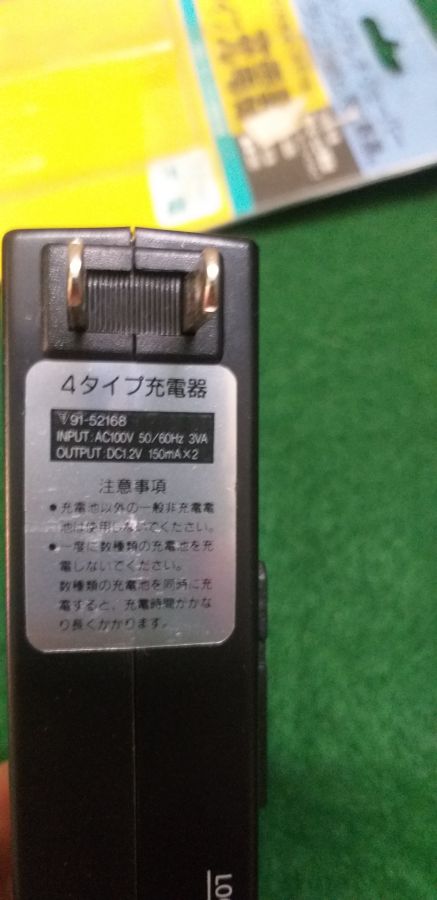 4タイプ充電器
91-52168
INPUT:AC100V 50/60Hz 3VA
OUTPUT:DC1.2V 150mA×2
注意事項
●充電池以外の一般非充電電
池は使用しないでください。
●一度に数種類の充電池を充
電しないでください。
数種類の充電池を同時に充
電すると、充電時間がかな
り長くかかります。